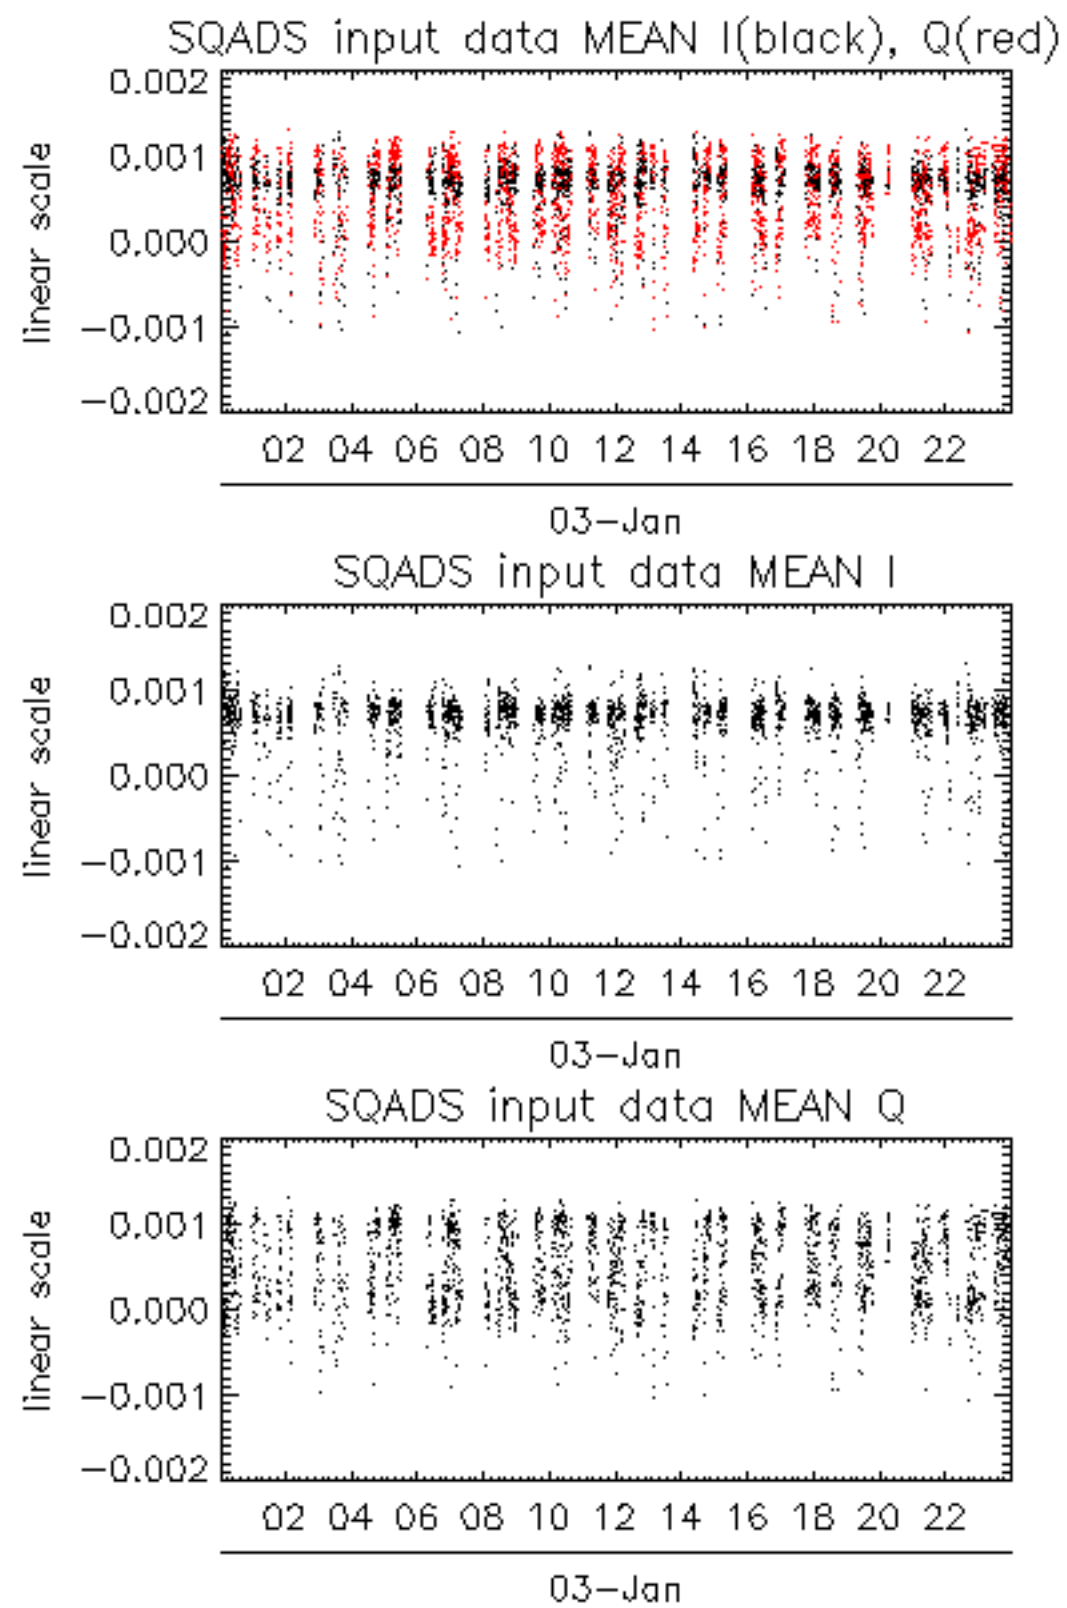 SQADS input data MEAN I(black), Q(red)
0.002
0.001
0.000
−0.001
−0.002
linear scale
02 04 06 08 10 12 14 16 18 20 22
03−Jan
SQADS input data MEAN I
0.002
0.001
0.000
−0.001
−0.002
linear scale
02 04 06 08 10 12 14 16 18 20 22
03−Jan
SQADS input data MEAN Q
0.002
0.001
0.000
−0.001
−0.002
linear scale
02 04 06 08 10 12 14 16 18 20 22
03−Jan